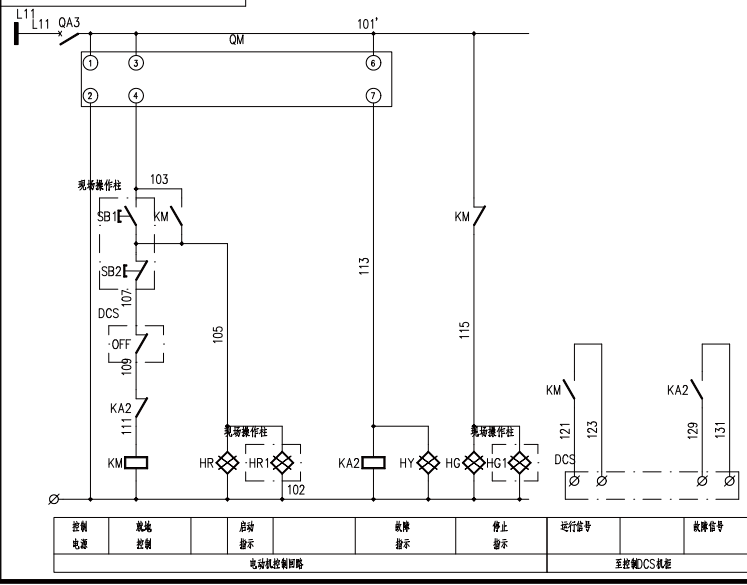 L11
L11 QA3 101'
QM
1 3 6
2 4 7
现场操作柱 103
SB1 KM KM
SB2
107
113
DCS
105
115
OFF
109
KA2
111
KM KA2
121 123 129 131
现场操作柱 现场操作柱
KM HR HR1 KA2 HY HG HG1 DCS
102
控制 就地 启动 故障 停止 运行信号 故障信号
电源 控制 指示 指示 指示
电动机控制回路 至控制DCS机柜